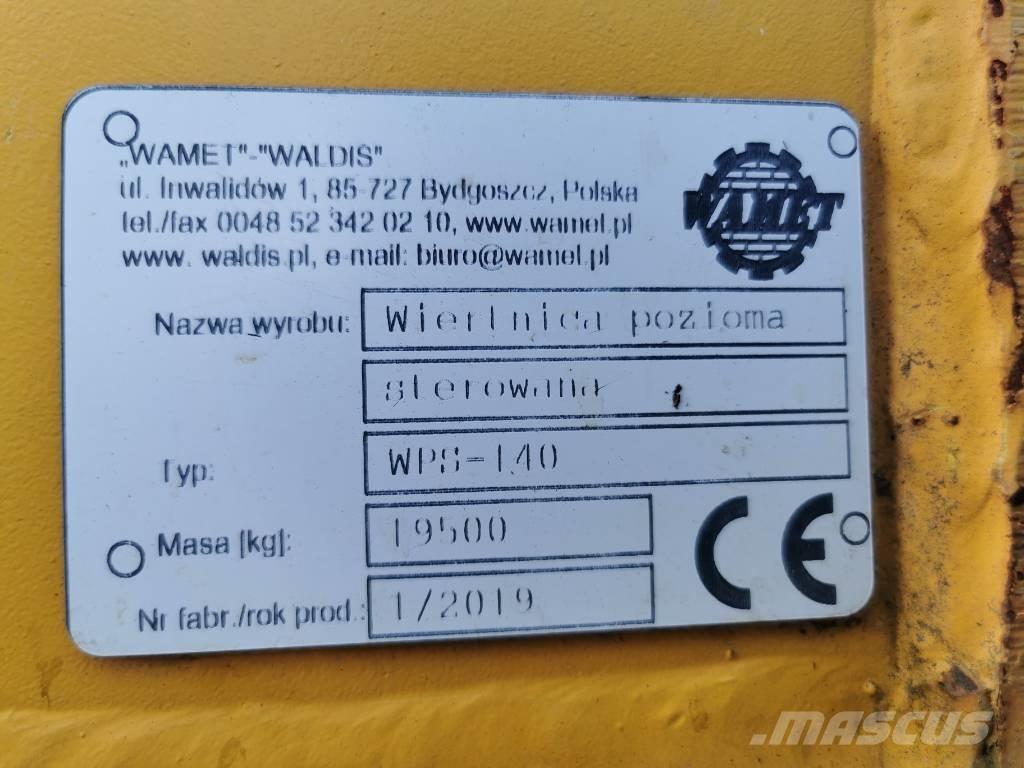 „WAMET"-"WALDIS"
ul. Inwalidów 1, 85-727 Bydgoszcz, Polska
tel./fax 0048 52 342 02 10, www.wamet.pl
www. waldis.pl, e-mail: biuro@wamet.pl
WAMET
Nazwa wyrobu: Wiertnica pozioma
sterowana
Typ: WPS-140
Masa [kg]: 19500
Nr fabr./rok prod.: 1/2019
CE
MASCUS